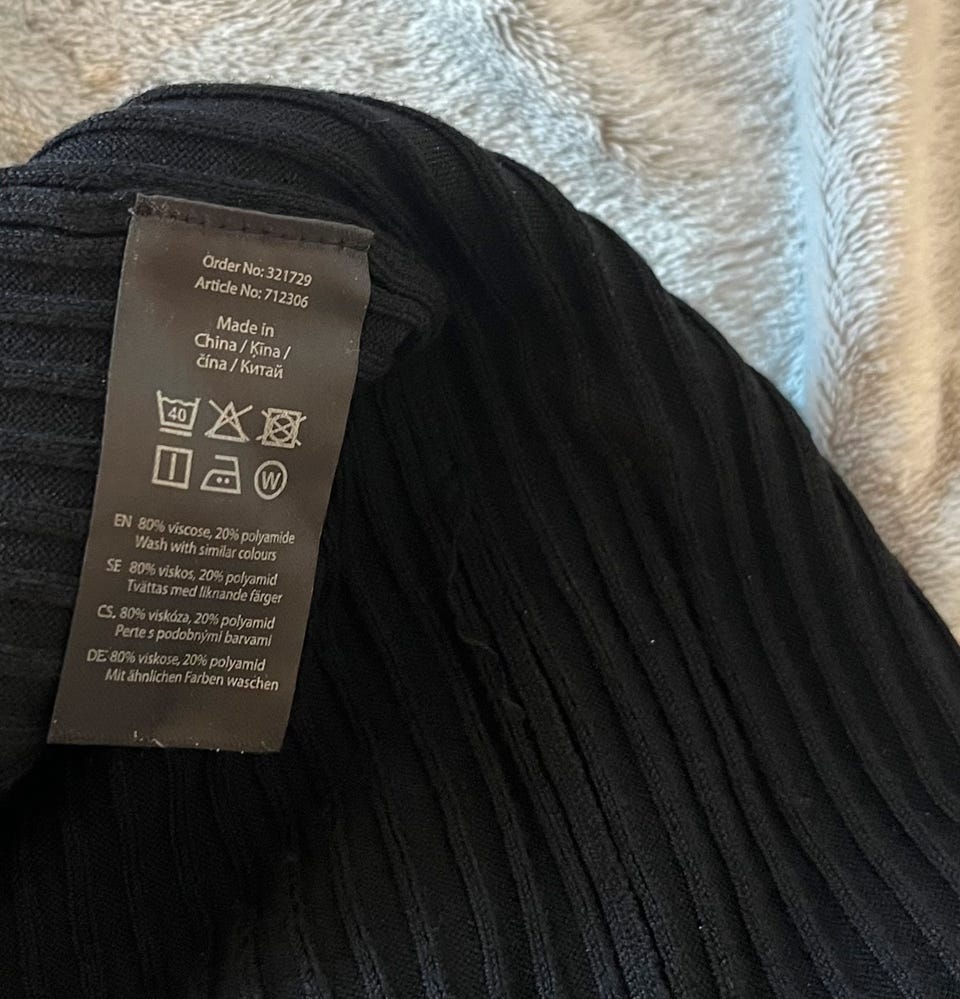 Order No: 321729
Article No: 712306
Made in
China / Ķīna /
čína / Китай
40
W
EN 80% viscose, 20% polyamide
Wash with similar colours
SE 80% viskos, 20% polyamid
Tvättas med liknande färger
CS. 80% viskóza, 20% polyamid
Perte s podobnými barvami
DE 80% viskose, 20% polyamid
Mit ähnlichen Farben waschen